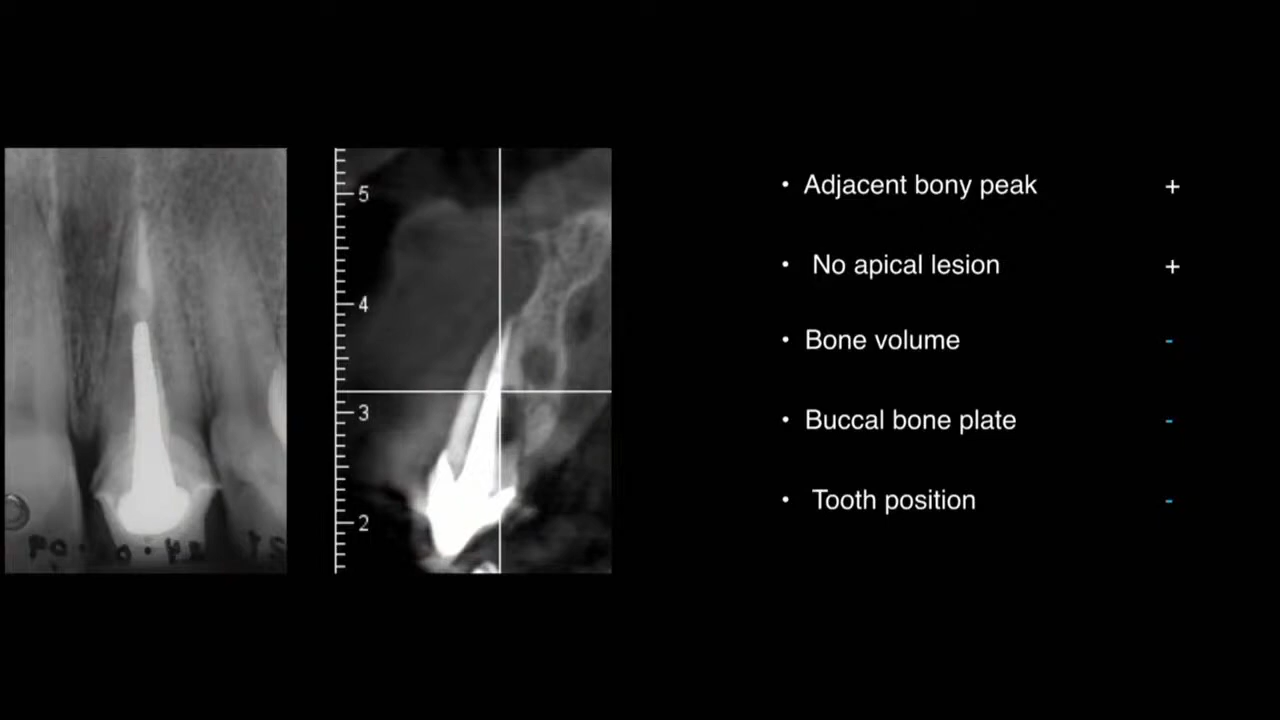 5
4
3
2
• Adjacent bony peak +
• No apical lesion +
• Bone volume -
• Buccal bone plate -
• Tooth position -